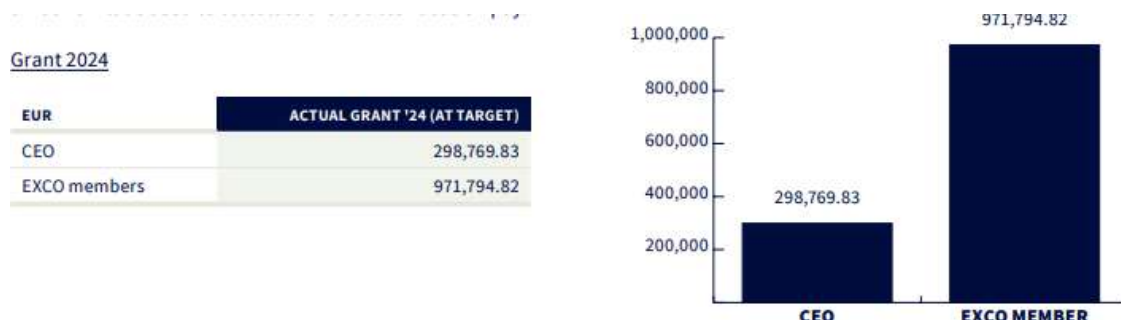 Grant 2024
EUR ACTUAL GRANT '24 (AT TARGET)
CEO 298,769.83
EXCO members 971,794.82
971,794.82
1,000,000
800,000
600,000
400,000
200,000
298,769.83
CEO
EXCO MEMBER